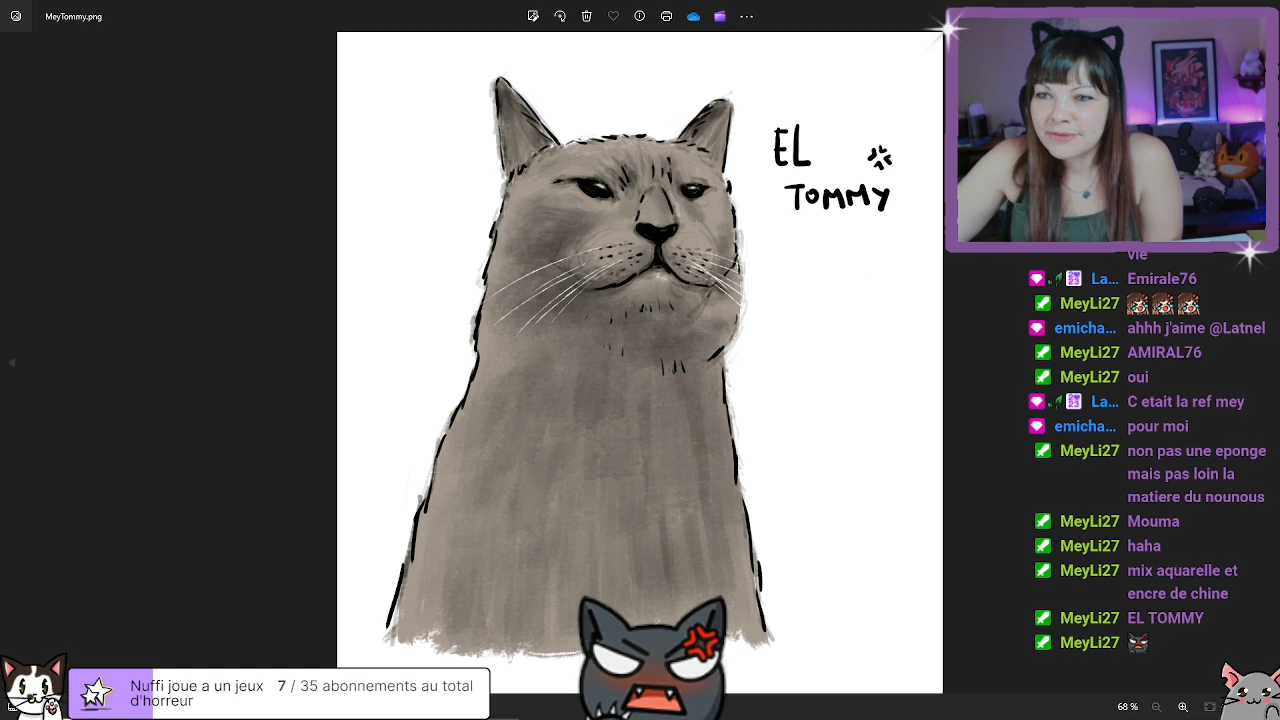 MeyTommy.png
EL
TOMMY
vie
La... Emirale76
MeyLi27
emicha... ahhh j'aime @Latnel
MeyLi27 AMIRAL76
MeyLi27 oui
La... C etait la ref mey
emicha... pour moi
MeyLi27 non pas une eponge
mais pas loin la
matiere du nounous
MeyLi27 Mouma
MeyLi27 haha
MeyLi27 mix aquarelle et
encre de chine
MeyLi27 EL TOMMY
MeyLi27
Nuffi joue a un jeux 7 / 35 abonnements au total
d'horreur
68 %